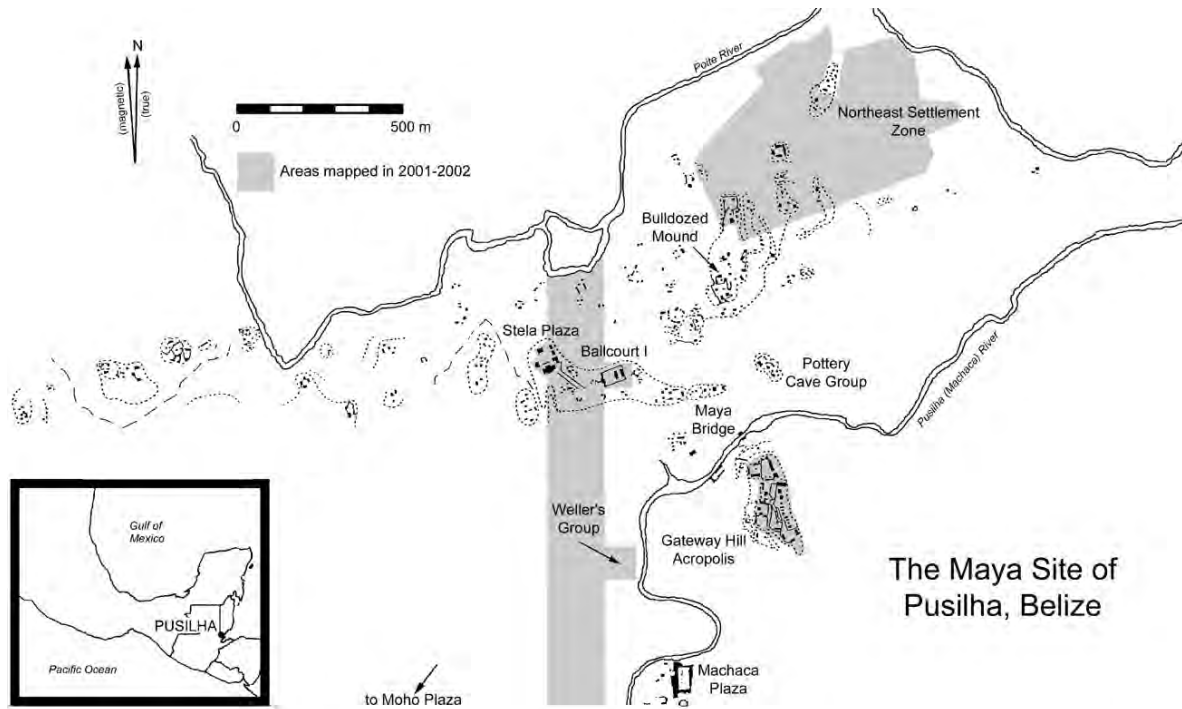 N
(magnetic)
(true)
0
500 m
Areas mapped in 2001-2002
Poite River
Northeast Settlement
Zone
Bulldozed
Mound
Stela Plaza
Ballcourt I
Pottery
Cave Group
Pusilha (Machaca) River
Maya
Bridge
Weller's
Group
Gateway Hill
Acropolis
The Maya Site of
Pusilha, Belize
Gulf of
Mexico
PUSILHA
Pacific Ocean
to Moho Plaza
Machaca
Plaza